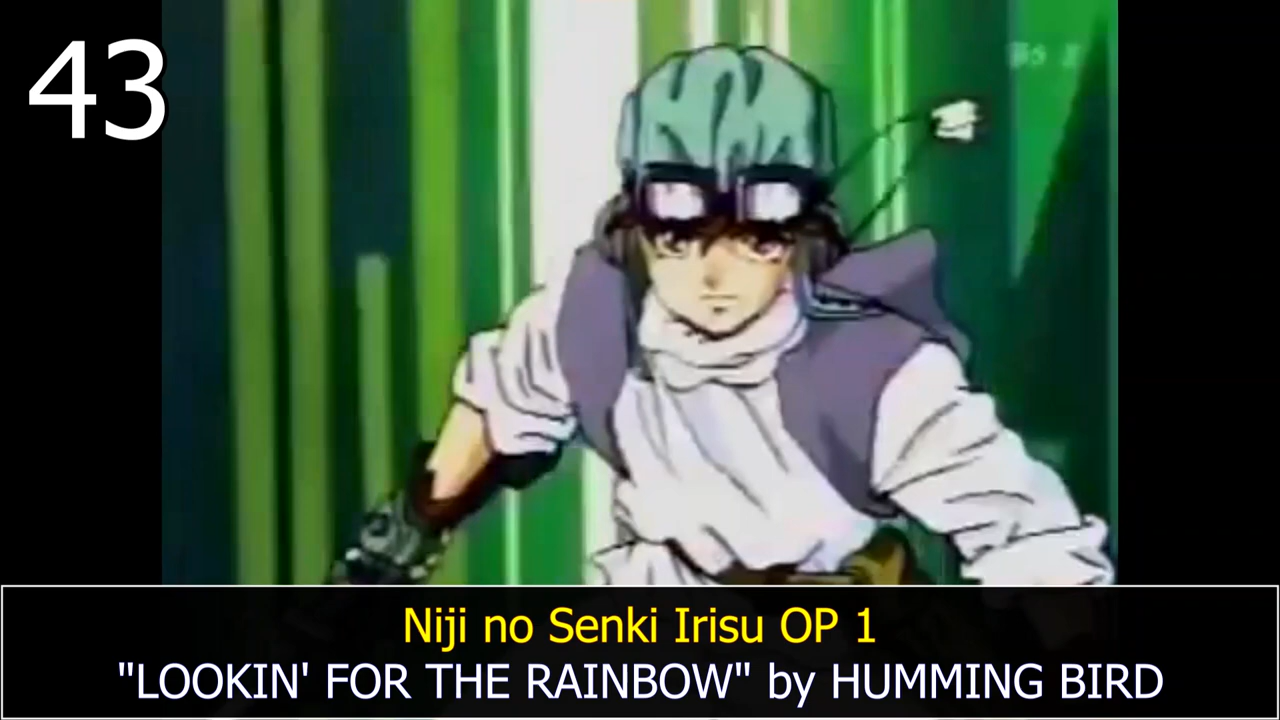 43
Niji no Senki Irisu OP 1
"LOOKIN' FOR THE RAINBOW" by HUMMING BIRD